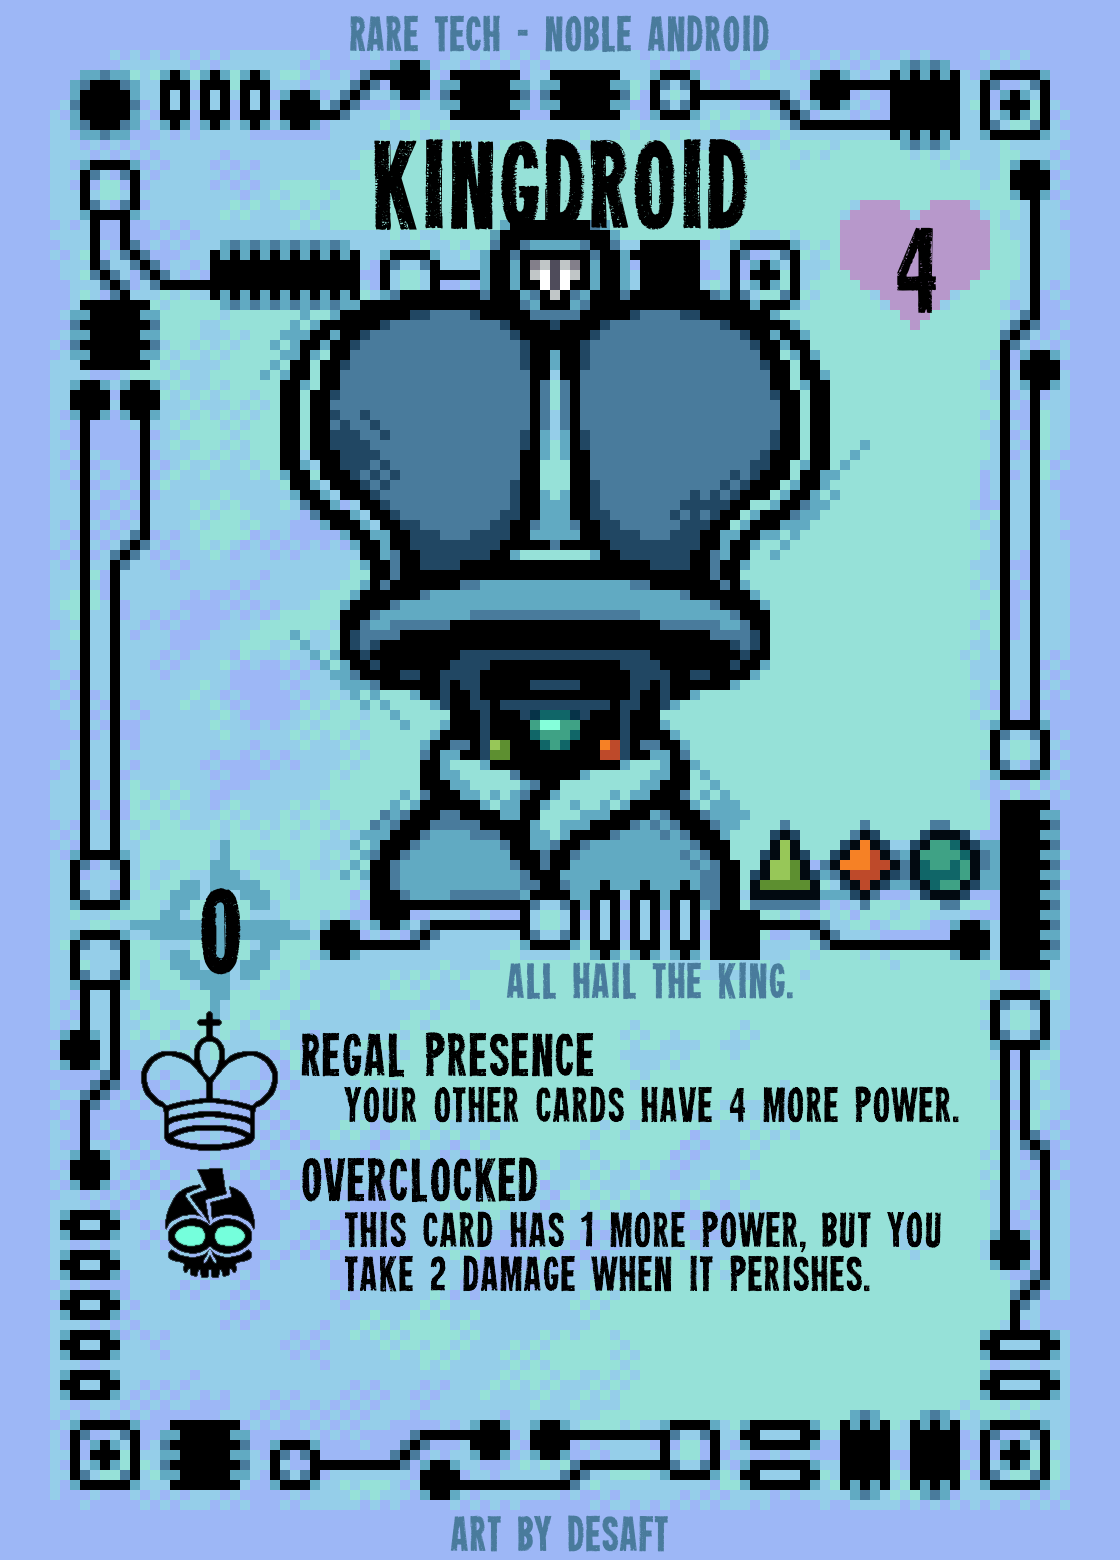 RARE TECH - NOBLE ANDROID
KINGDROID
4
0
ALL HAIL THE KING.
REGAL PRESENCE
YOUR OTHER CARDS HAVE 4 MORE POWER.
OVERCLOCKED
THIS CARD HAS 1 MORE POWER, BUT YOU
TAKE 2 DAMAGE WHEN IT PERISHES.
ART BY DESAFT